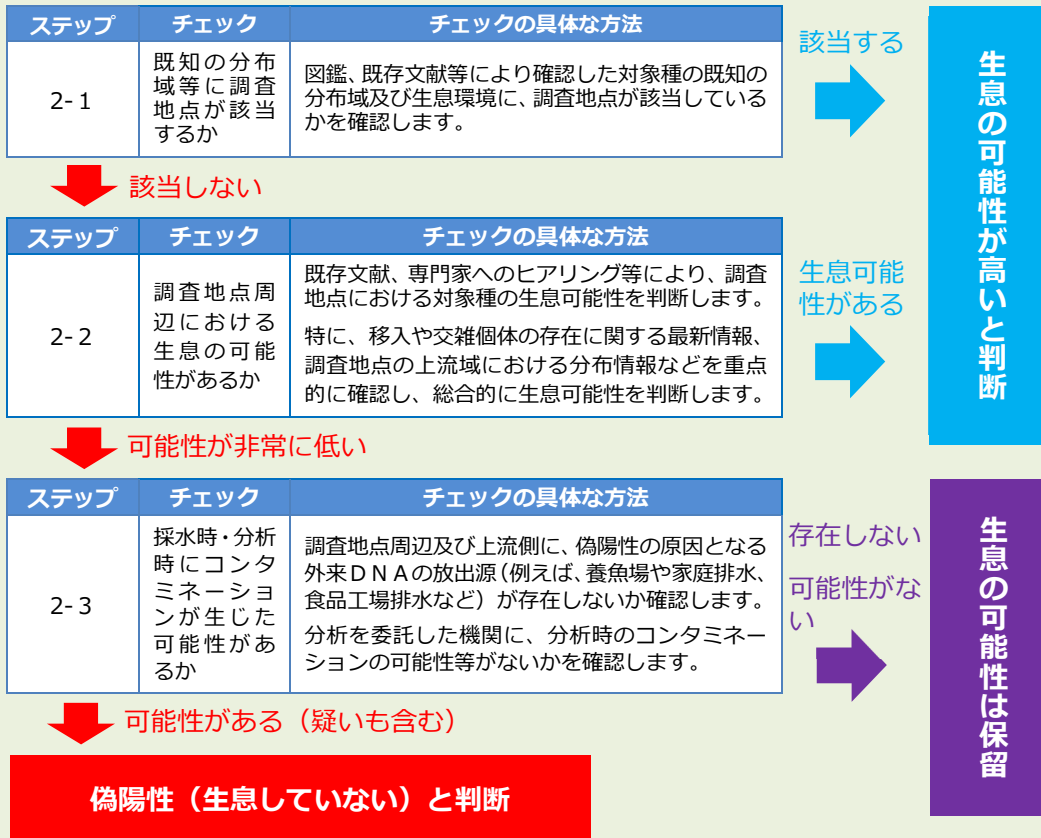 ステップ チェック チェックの具体な方法
2-1
既知の分布
域等に調査
地点が該当
するか
図鑑、既存文献等により確認した対象種の既知の
分布域及び生息環境に、調査地点が該当している
かを確認します。
該当する
生息の可能性が高いと判断
該当しない
ステップ チェック チェックの具体な方法
2-2
調査地点周
辺における
生息の可能
性があるか
既存文献、専門家へのヒアリング等により、調査
地点における対象種の生息可能性を判断します。
特に、移入や交雑個体の存在に関する最新情報、
調査地点の上流域における分布情報などを重点
的に確認し、総合的に生息可能性を判断します。
生息可能
性がある
可能性が非常に低い
ステップ チェック チェックの具体な方法
2-3
採水時・分析
時にコンタ
ミネーショ
ンが生じた
可能性があ
るか
調査地点周辺及び上流側に、偽陽性の原因となる
外来DNAの放出源(例えば、養魚場や家庭排水、
食品工場排水など)が存在しないか確認します。
分析を委託した機関に、分析時のコンタミネー
ションの可能性等がないかを確認します。
存在しない
可能性がな
い
生息の可能性は保留
可能性がある(疑いも含む)
偽陽性(生息していない)と判断